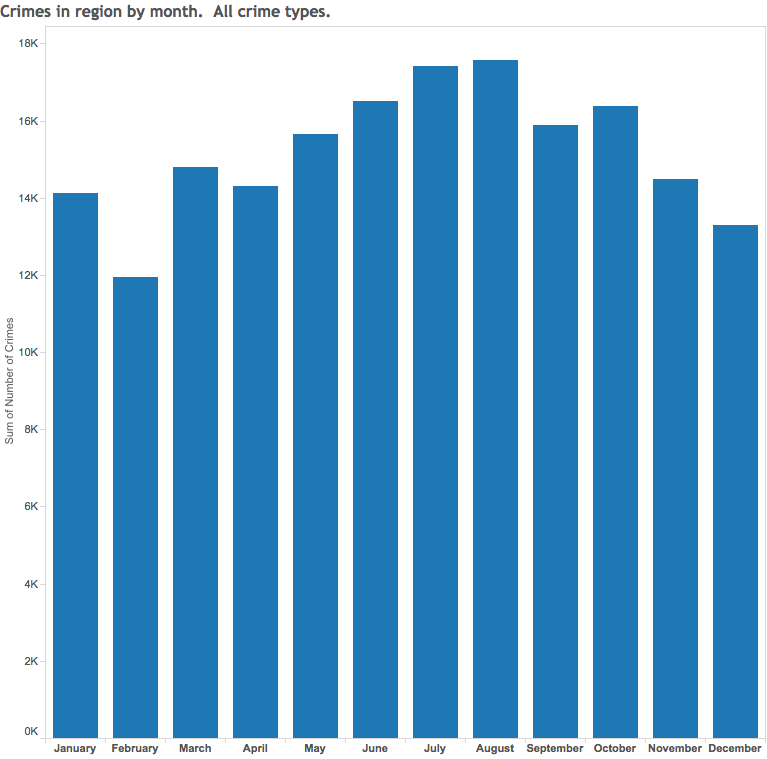 Crimes in region by month.  All crime types.
18K
16K
14K
12K
10K
8K
6K
4K
2K
0K
Sum of Number of Crimes
January February March April May June July August September October November December